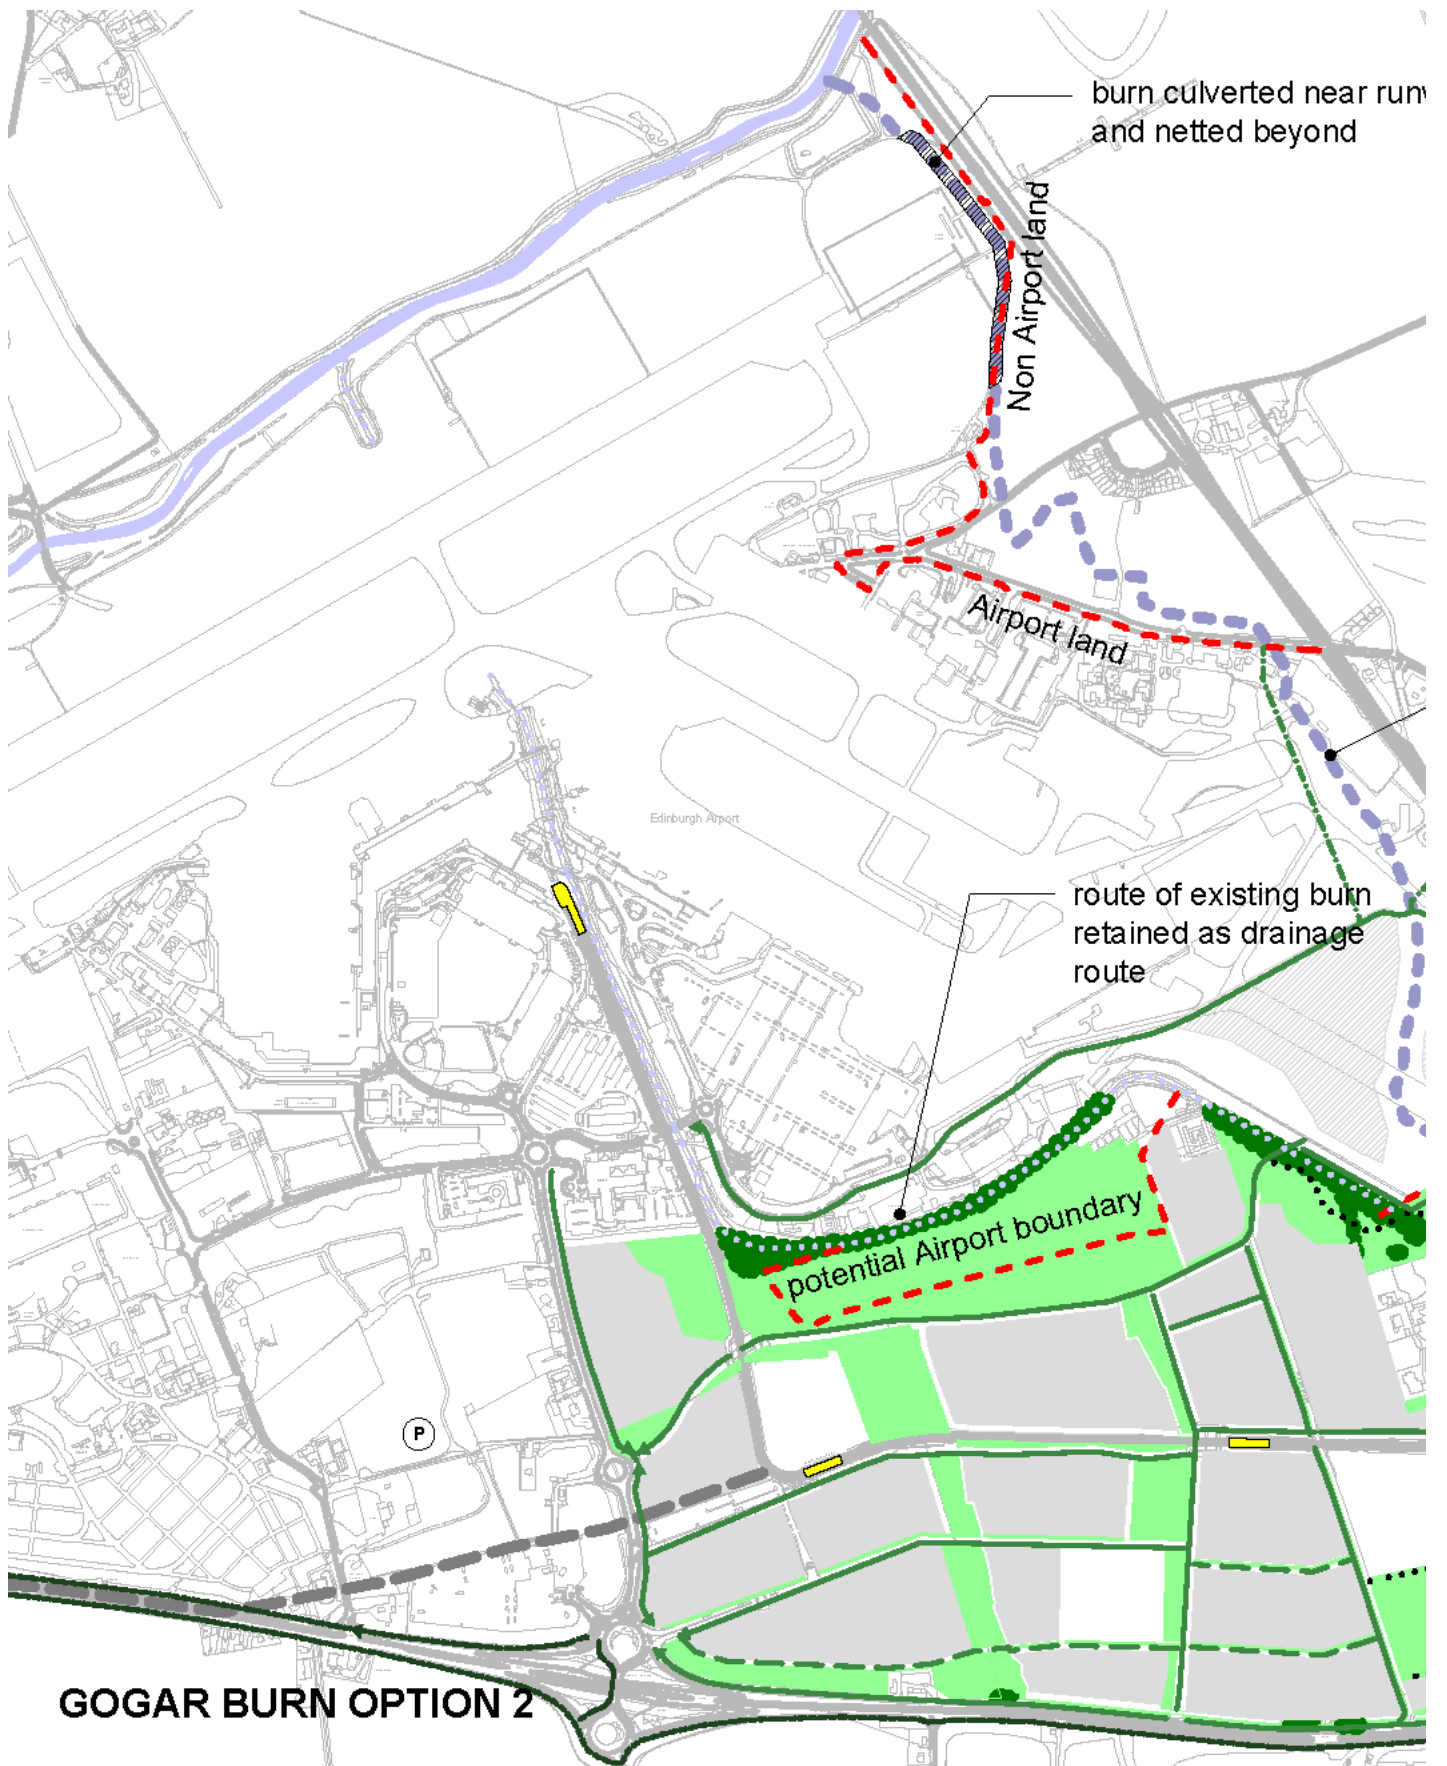 burn culverted near
and netted beyond
Non Airport land
Airport land
Edinburgh Airport
route of existing burn
retained as drainage
route
potential Airport boundary
P
GOGAR BURN OPTION 2